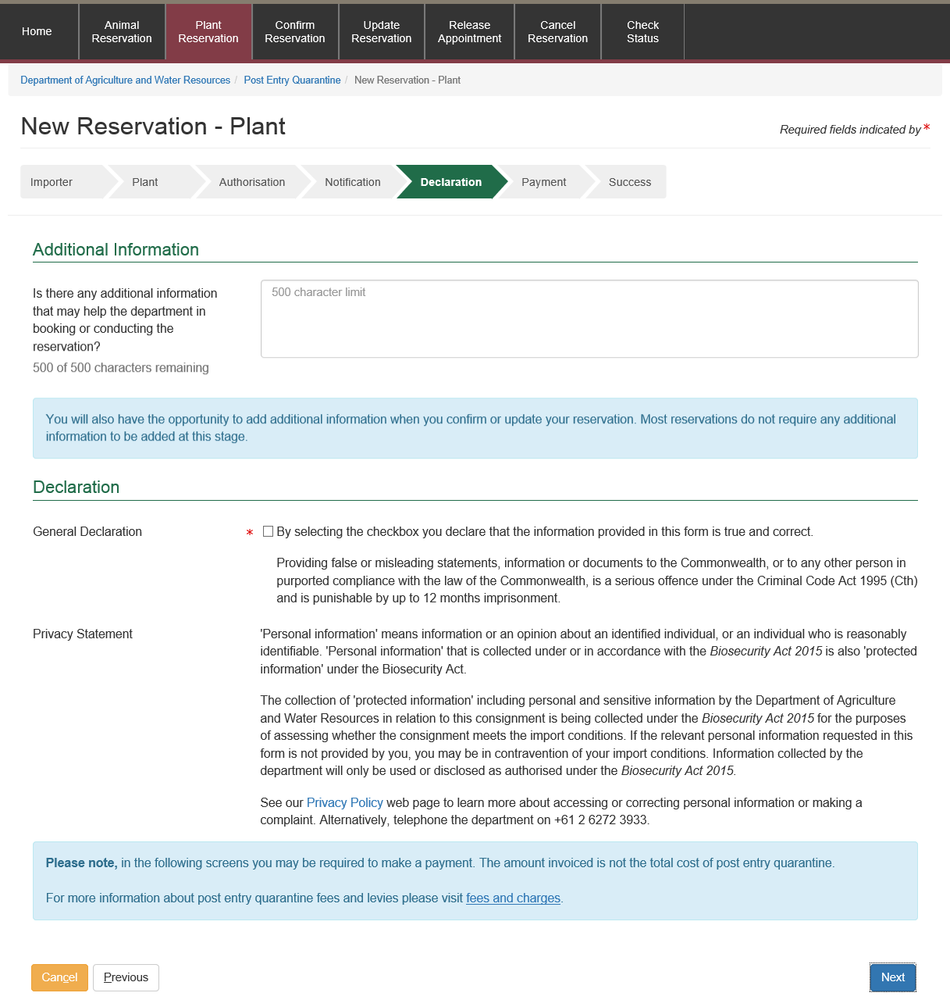 Home
Animal Reservation
Plant Reservation
Confirm Reservation
Update Reservation
Release Appointment
Cancel Reservation
Check Status
Department of Agriculture and Water Resources / Post Entry Quarantine / New Reservation - Plant
New Reservation - Plant
Required fields indicated by *
Importer
Plant
Authorisation
Notification
Declaration
Payment
Success
Additional Information
Is there any additional information
that may help the department in
booking or conducting the
reservation?
500 of 500 characters remaining
500 character limit
You will also have the opportunity to add additional information when you confirm or update your reservation. Most reservations do not require any additional
information to be added at this stage.
Declaration
General Declaration
* By selecting the checkbox you declare that the information provided in this form is true and correct.
Providing false or misleading statements, information or documents to the Commonwealth, or to any other person in
purported compliance with the law of the Commonwealth, is a serious offence under the Criminal Code Act 1995 (Cth)
and is punishable by up to 12 months imprisonment.
Privacy Statement
'Personal information' means information or an opinion about an identified individual, or an individual who is reasonably
identifiable. 'Personal information' that is collected under or in accordance with the Biosecurity Act 2015 is also 'protected
information' under the Biosecurity Act.
The collection of 'protected information' including personal and sensitive information by the Department of Agriculture
and Water Resources in relation to this consignment is being collected under the Biosecurity Act 2015 for the purposes
of assessing whether the consignment meets the import conditions. If the relevant personal information requested in this
form is not provided by you, you may be in contravention of your import conditions. Information collected by the
department will only be used or disclosed as authorised under the Biosecurity Act 2015.
See our Privacy Policy web page to learn more about accessing or correcting personal information or making a
complaint. Alternatively, telephone the department on +61 2 6272 3933.
Please note, in the following screens you may be required to make a payment. The amount invoiced is not the total cost of post entry quarantine.
For more information about post entry quarantine fees and levies please visit fees and charges.
Cancel
Previous
Next